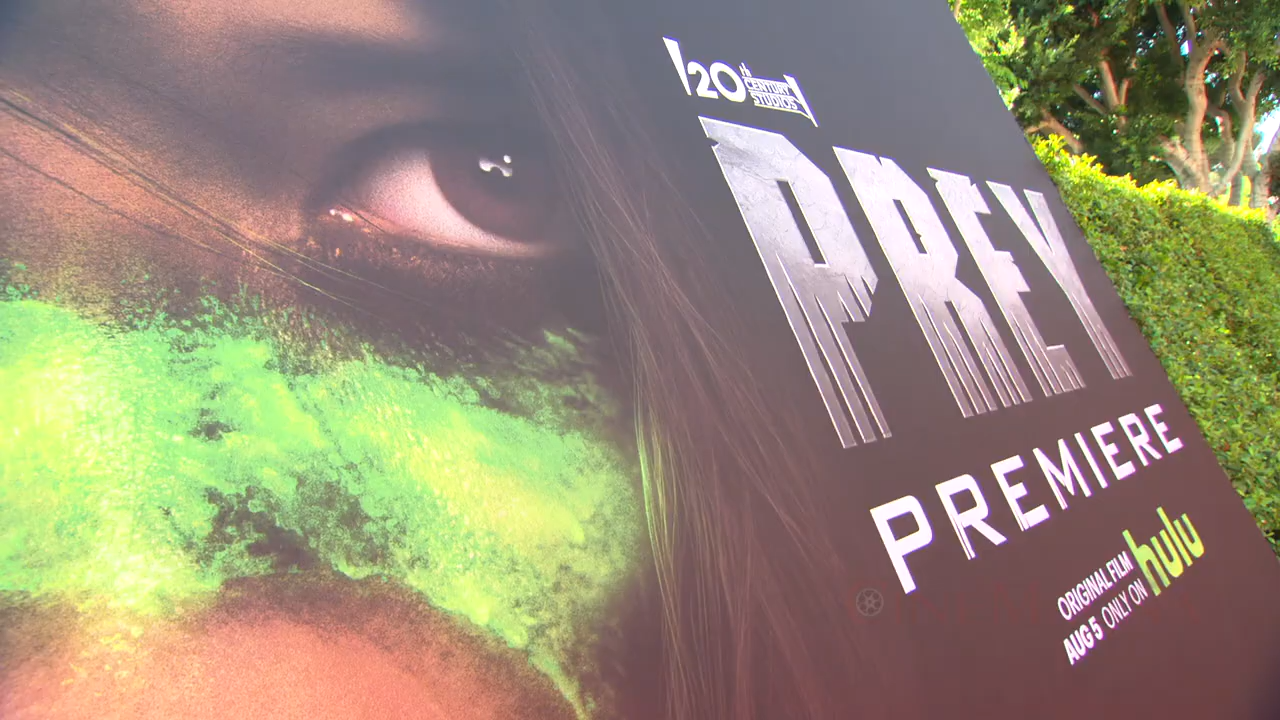 20th CENTURY STUDIOS
PREY
PREMIERE
ORIGINAL FILM
AUG 5 ONLY ON hulu